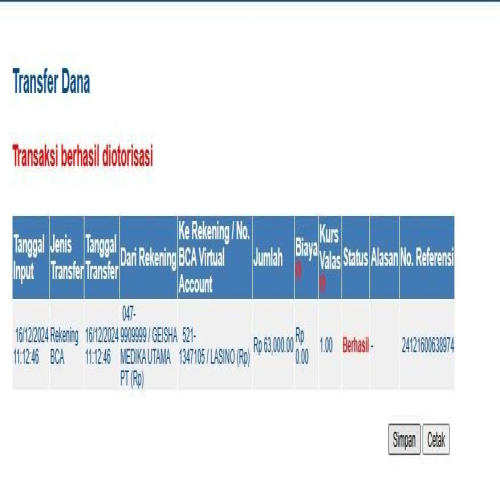 Transfer Dana
Transaksi berhasil diotorisasi
Tanggal Input Jenis Transfer Tanggal Transfer Dari Rekening Ke Rekening / No. BCA Virtual Account Jumlah Biaya Kurs Valas Status Alasan No. Referensi
16/12/2024 11:12:46 Rekening BCA 16/12/2024 11:12:46 047-9909999 / GEISHA MEDIKA UTAMA PT (Rp) 521-1347105 / LASINO (Rp) Rp 63,000.00 Rp 0.00 1.00 Berhasil - 24121600638974
Simpan Cetak